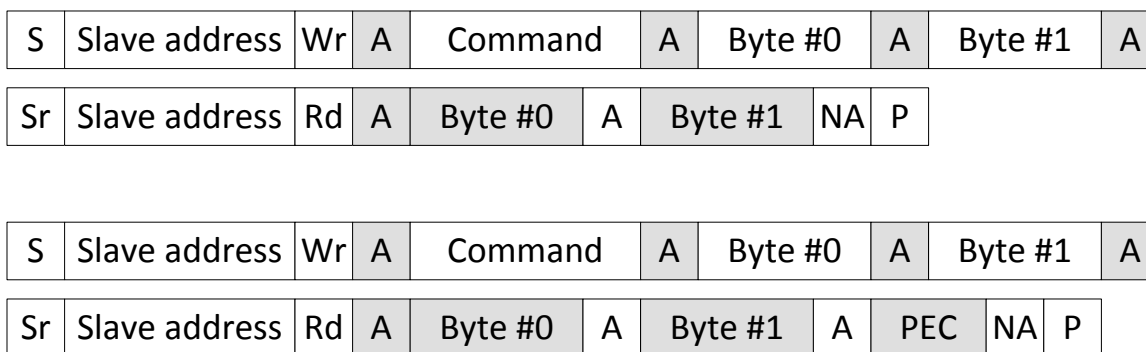 S Slave address Wr A Command A Byte #0 A Byte #1 A
Sr Slave address Rd A Byte #0 A Byte #1 NA P
S Slave address Wr A Command A Byte #0 A Byte #1 A
Sr Slave address Rd A Byte #0 A Byte #1 A PEC NA P